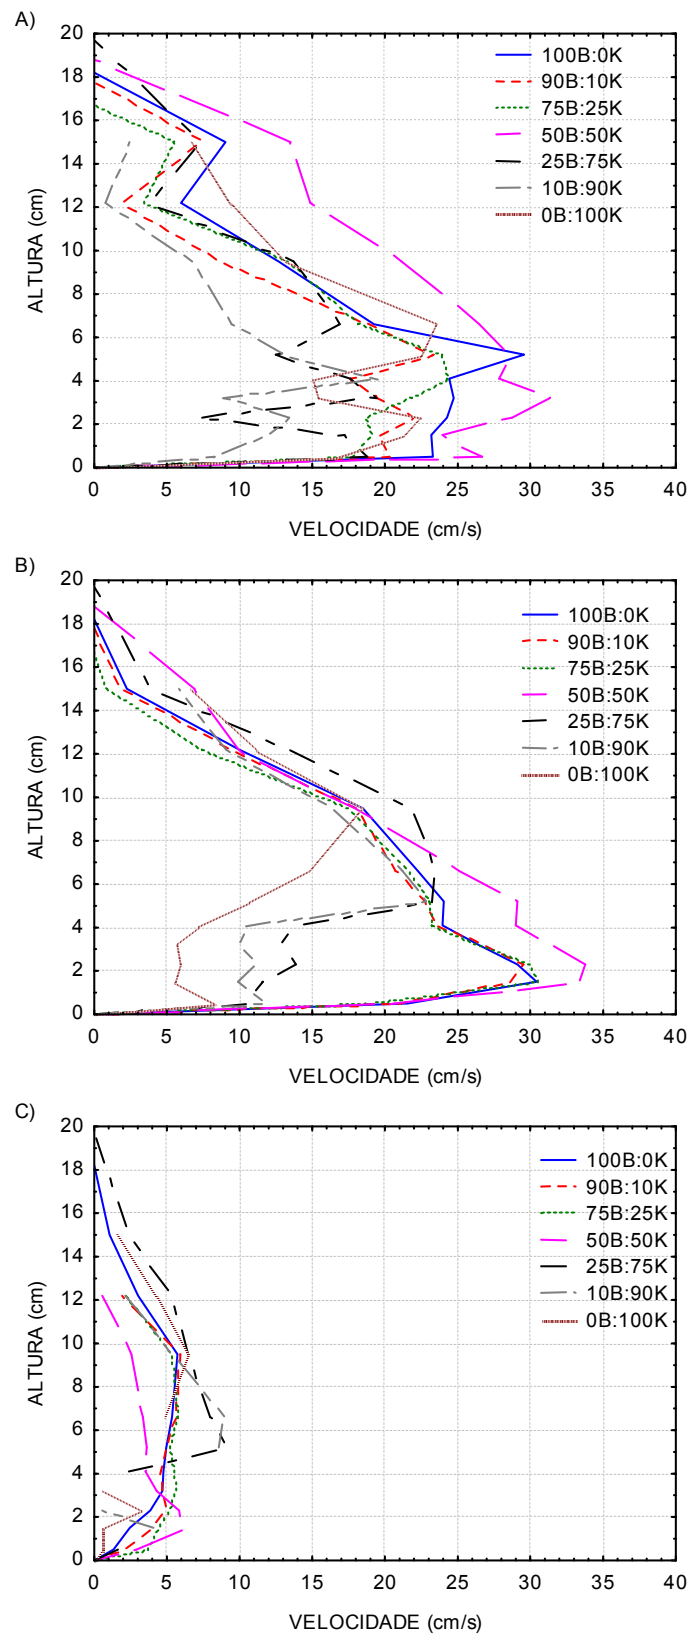 A)
20
18
16
14
12
10
8
6
4
2
0
ALTURA (cm)
100B:0K
90B:10K
75B:25K
50B:50K
25B:75K
10B:90K
0B:100K
0 5 10 15 20 25 30 35 40
VELOCIDADE (cm/s)
B)
20
18
16
14
12
10
8
6
4
2
0
ALTURA (cm)
100B:0K
90B:10K
75B:25K
50B:50K
25B:75K
10B:90K
0B:100K
0 5 10 15 20 25 30 35 40
VELOCIDADE (cm/s)
C)
20
18
16
14
12
10
8
6
4
2
0
ALTURA (cm)
100B:0K
90B:10K
75B:25K
50B:50K
25B:75K
10B:90K
0B:100K
0 5 10 15 20 25 30 35 40
VELOCIDADE (cm/s)